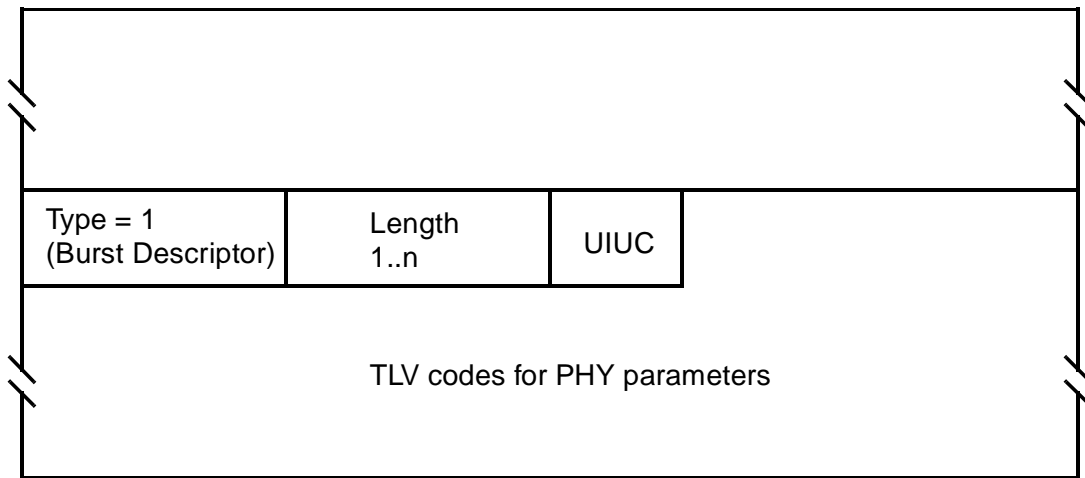 Type = 1
(Burst Descriptor)
Length
1..n
UIUC
TLV codes for PHY parameters